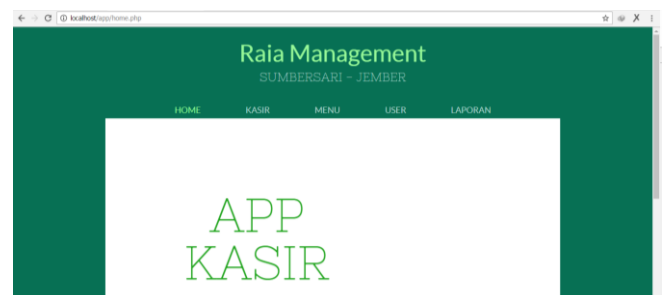 localhost/app/home.php
Raia Management
SUMBERSARI – JEMBER
HOME KASIR MENU USER LAPORAN
APP
KASIR